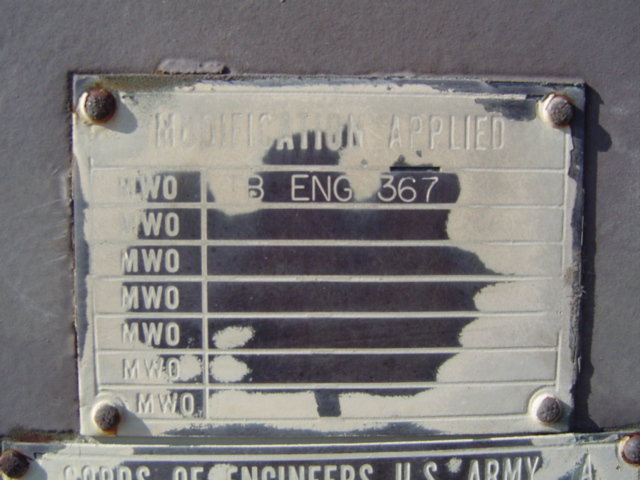 MODIFICATION APPLIED
MWO ENG 367
MWO
MWO
MWO
MWO
MWO
MWO
CORPS OF ENGINEERS U.S. ARMY